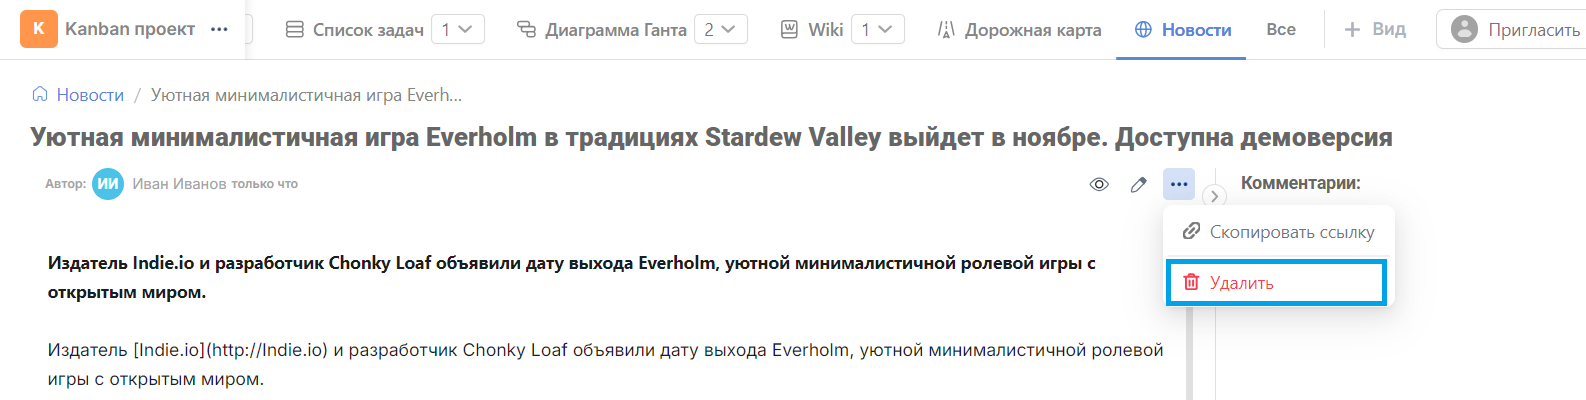 K Kanban проект ••• Список задач 1 Диаграмма Ганта 2 Wiki 1 Дорожная карта Новости Все + Вид Пригласить
Новости / Уютная минималистичная игра Everh...
Уютная минималистичная игра Everholm в традициях Stardew Valley выйдет в ноябре. Доступна демоверсия
Автор: ИИ Иван Иванов только что
Комментарии:
Скопировать ссылку
Удалить
Издатель Indie.io и разработчик Chonky Loaf объявили дату выхода Everholm, уютной минималистичной ролевой игры с
открытым миром.
Издатель [Indie.io](http://Indie.io) и разработчик Chonky Loaf объявили дату выхода Everholm, уютной минималистичной ролевой
игры с открытым миром.